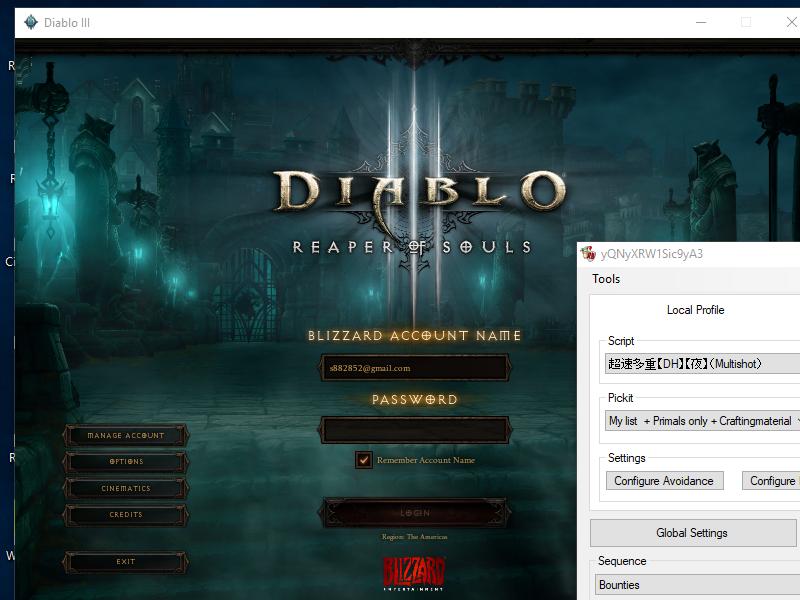 Diablo III
R
R
Ci
R
W
DIABLO
REAPER OF SOULS
BLIZZARD ACCOUNT NAME
s882852@gmail.com
PASSWORD
Remember Account Name
LOGIN
Region: The Americas
BLIZZARD
ENTERTAINMENT
MANAGE ACCOUNT
OPTIONS
CINEMATICS
CREDITS
EXIT
yQNyXRW1Sic9yA3
Tools
Local Profile
Script
超速多重【DH】【夜】(Multishot)
Pickit
My list + Primals only + Craftingmaterial
Settings
Configure Avoidance
Configure
Global Settings
Sequence
Bounties